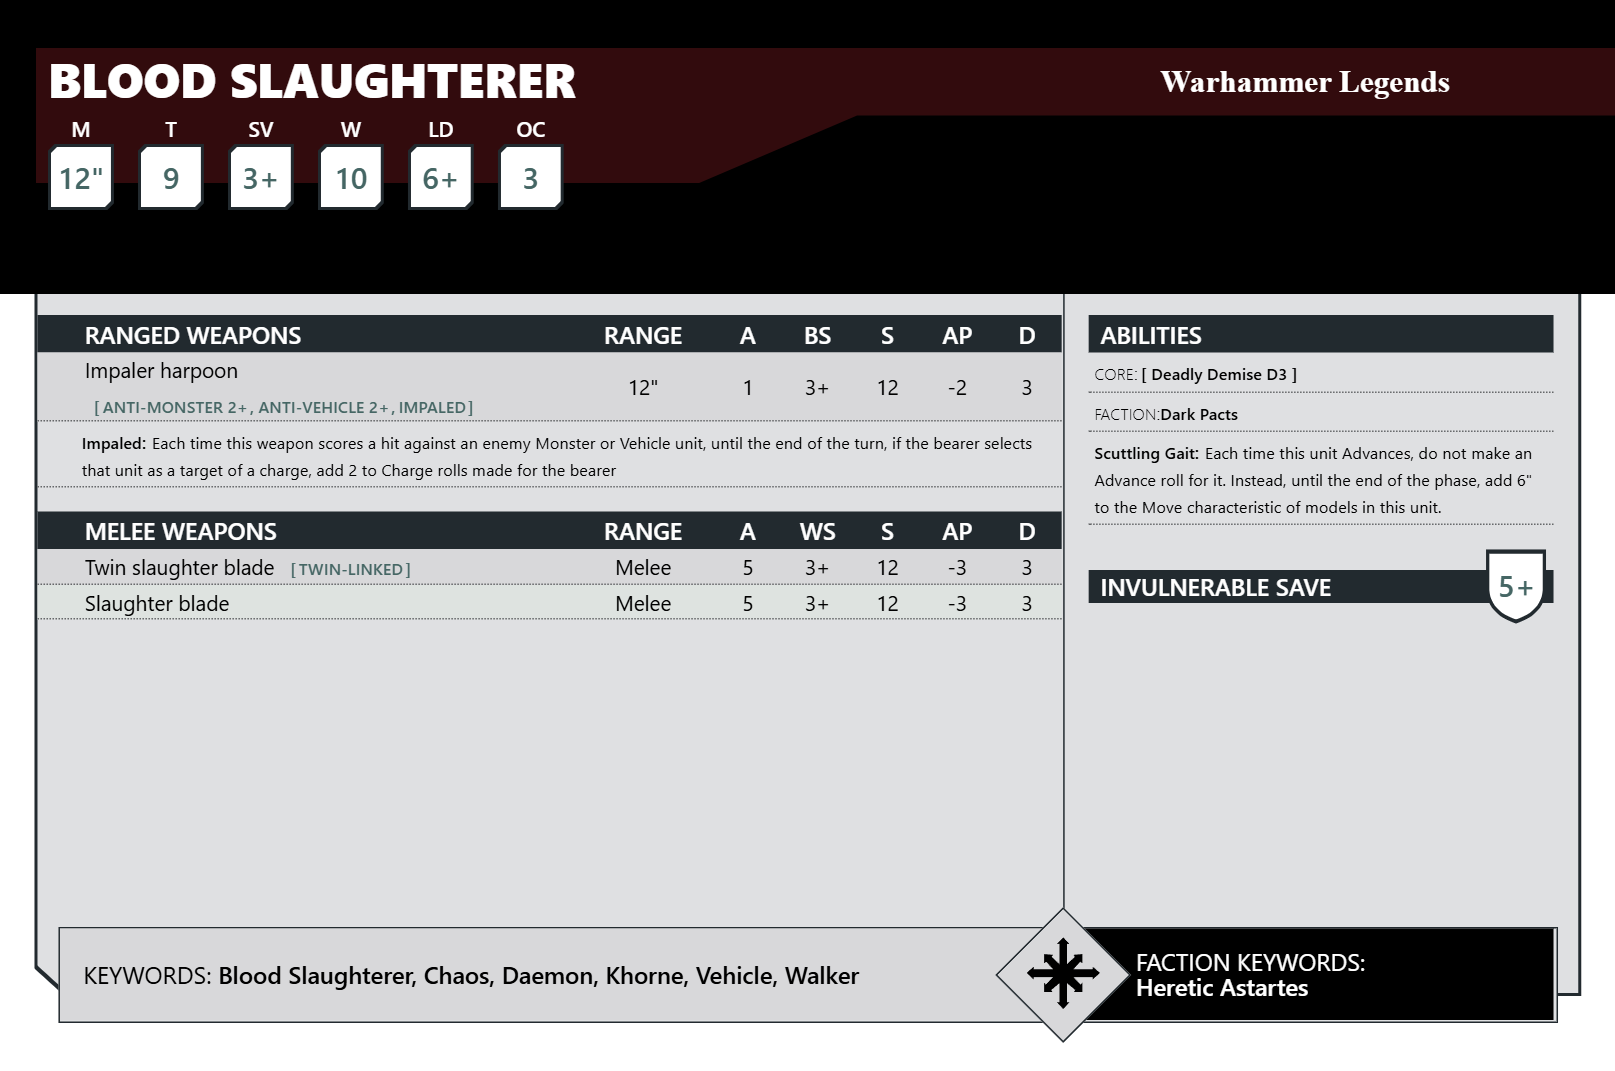 BLOOD SLAUGHTERER
Warhammer Legends
M T SV W LD OC
12" 9 3+ 10 6+ 3
RANGED WEAPONS RANGE A BS S AP D
Impaler harpoon
12" 1 3+ 12 -2 3
[ ANTI-MONSTER 2+, ANTI-VEHICLE 2+, IMPALED ]
Impaled: Each time this weapon scores a hit against an enemy Monster or Vehicle unit, until the end of the turn, if the bearer selects
that unit as a target of a charge, add 2 to Charge rolls made for the bearer
MELEE WEAPONS RANGE A WS S AP D
Twin slaughter blade [ TWIN-LINKED ] Melee 5 3+ 12 -3 3
Slaughter blade Melee 5 3+ 12 -3 3
ABILITIES
CORE: [ Deadly Demise D3 ]
FACTION:Dark Pacts
Scuttling Gait: Each time this unit Advances, do not make an
Advance roll for it. Instead, until the end of the phase, add 6"
to the Move characteristic of models in this unit.
INVULNERABLE SAVE 5+
KEYWORDS: Blood Slaughterer, Chaos, Daemon, Khorne, Vehicle, Walker
FACTION KEYWORDS:
Heretic Astartes